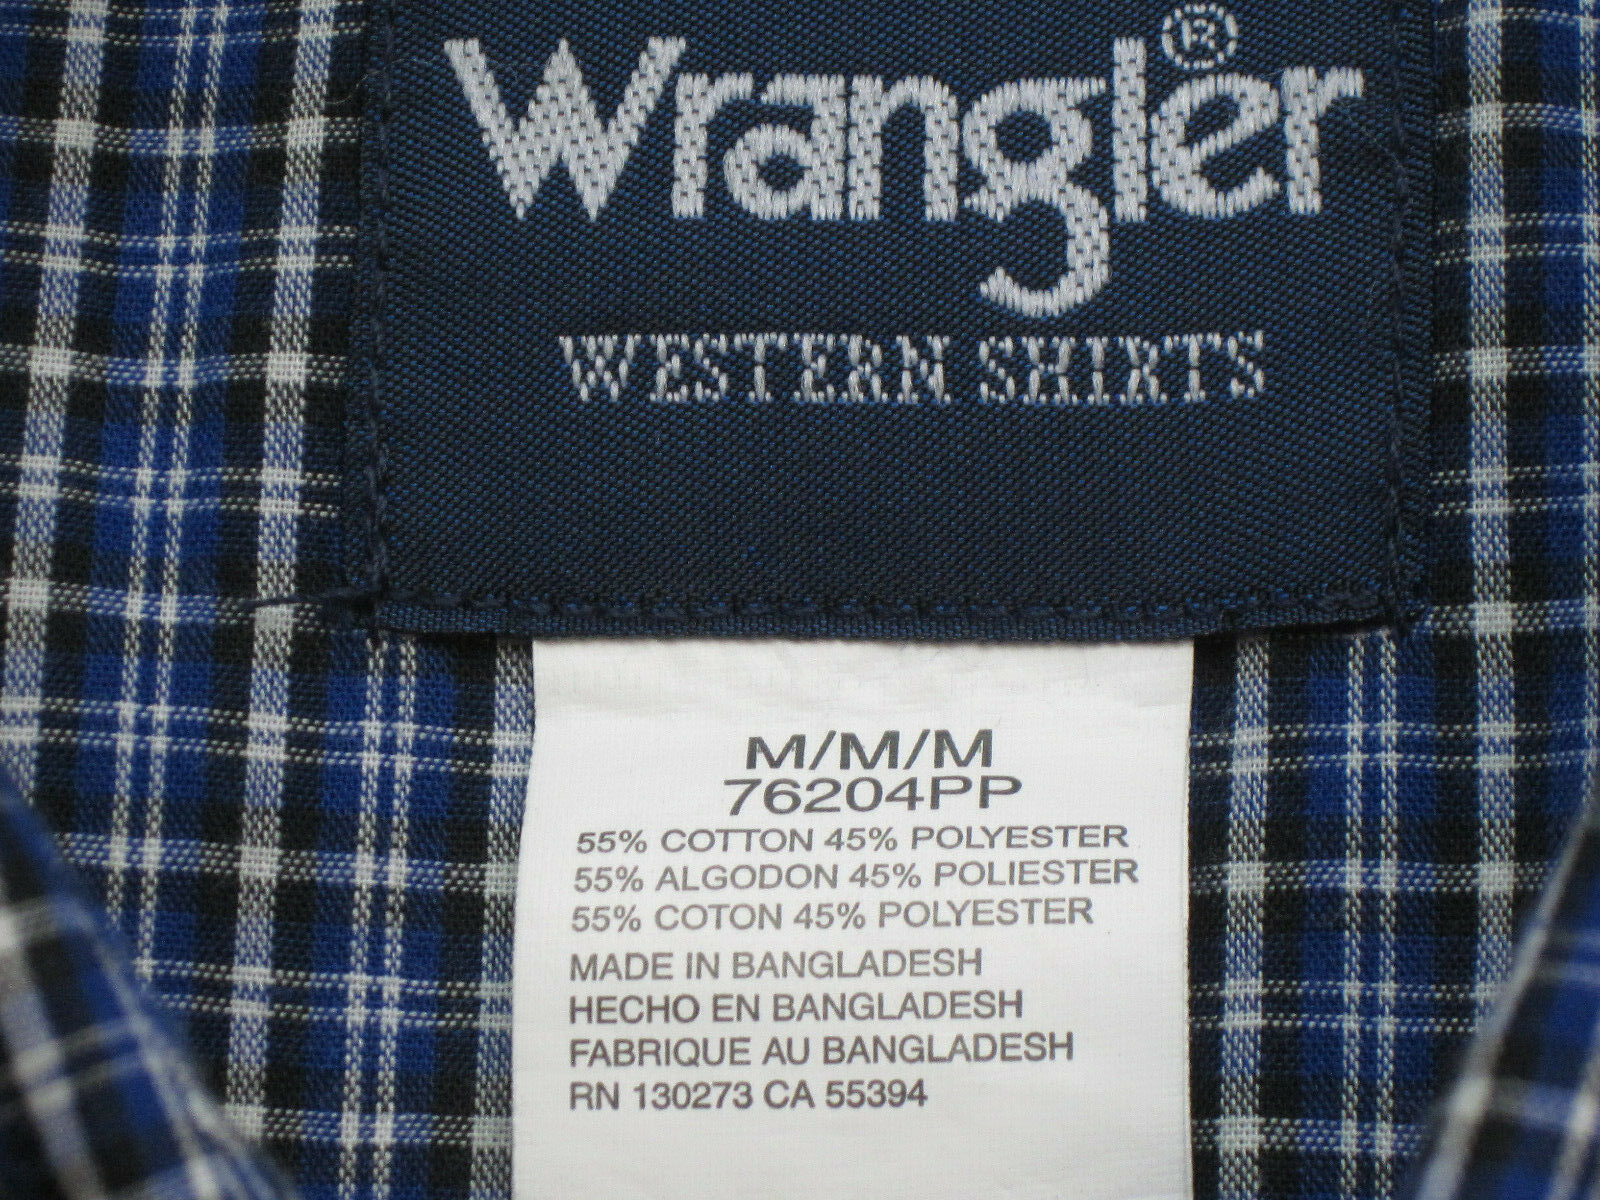 Wrangler®
WESTERN SHIRTS
M/M/M
76204PP
55% COTTON 45% POLYESTER
55% ALGODON 45% POLIESTER
55% COTON 45% POLYESTER
MADE IN BANGLADESH
HECHO EN BANGLADESH
FABRIQUE AU BANGLADESH
RN 130273 CA 55394